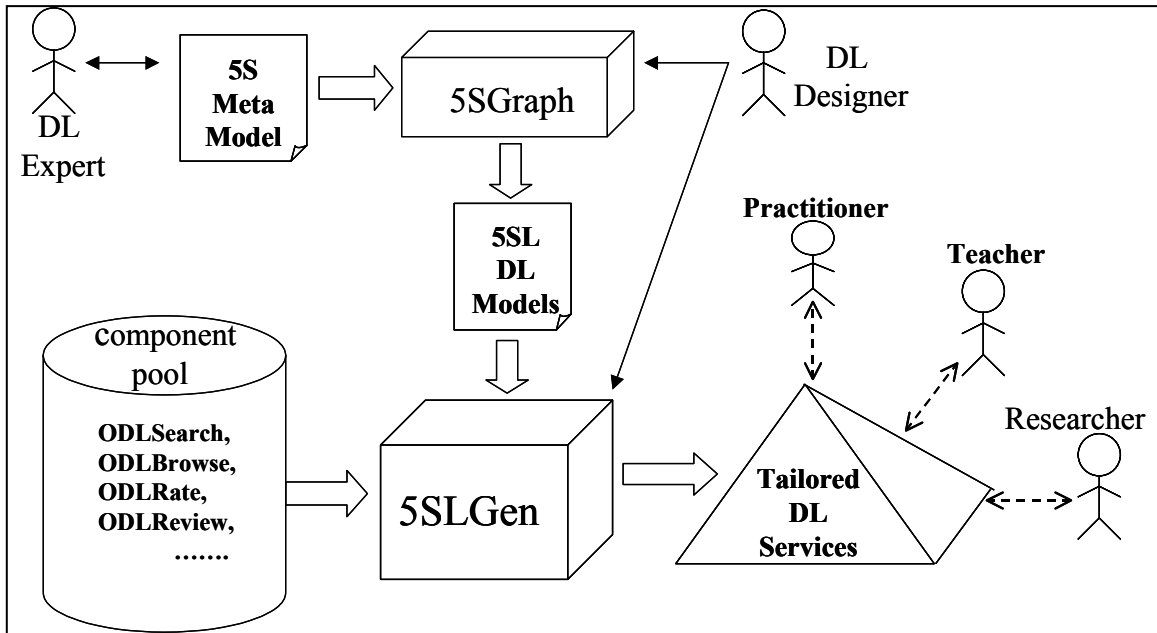 DL
Expert
5S
Meta
Model
5SGraph
DL
Designer
5SL
DL
Models
Practitioner
Teacher
Researcher
component
pool
ODLSearch,
ODLBrowse,
ODLRate,
ODLReview,
.......
5SLGen
Tailored
DL
Services